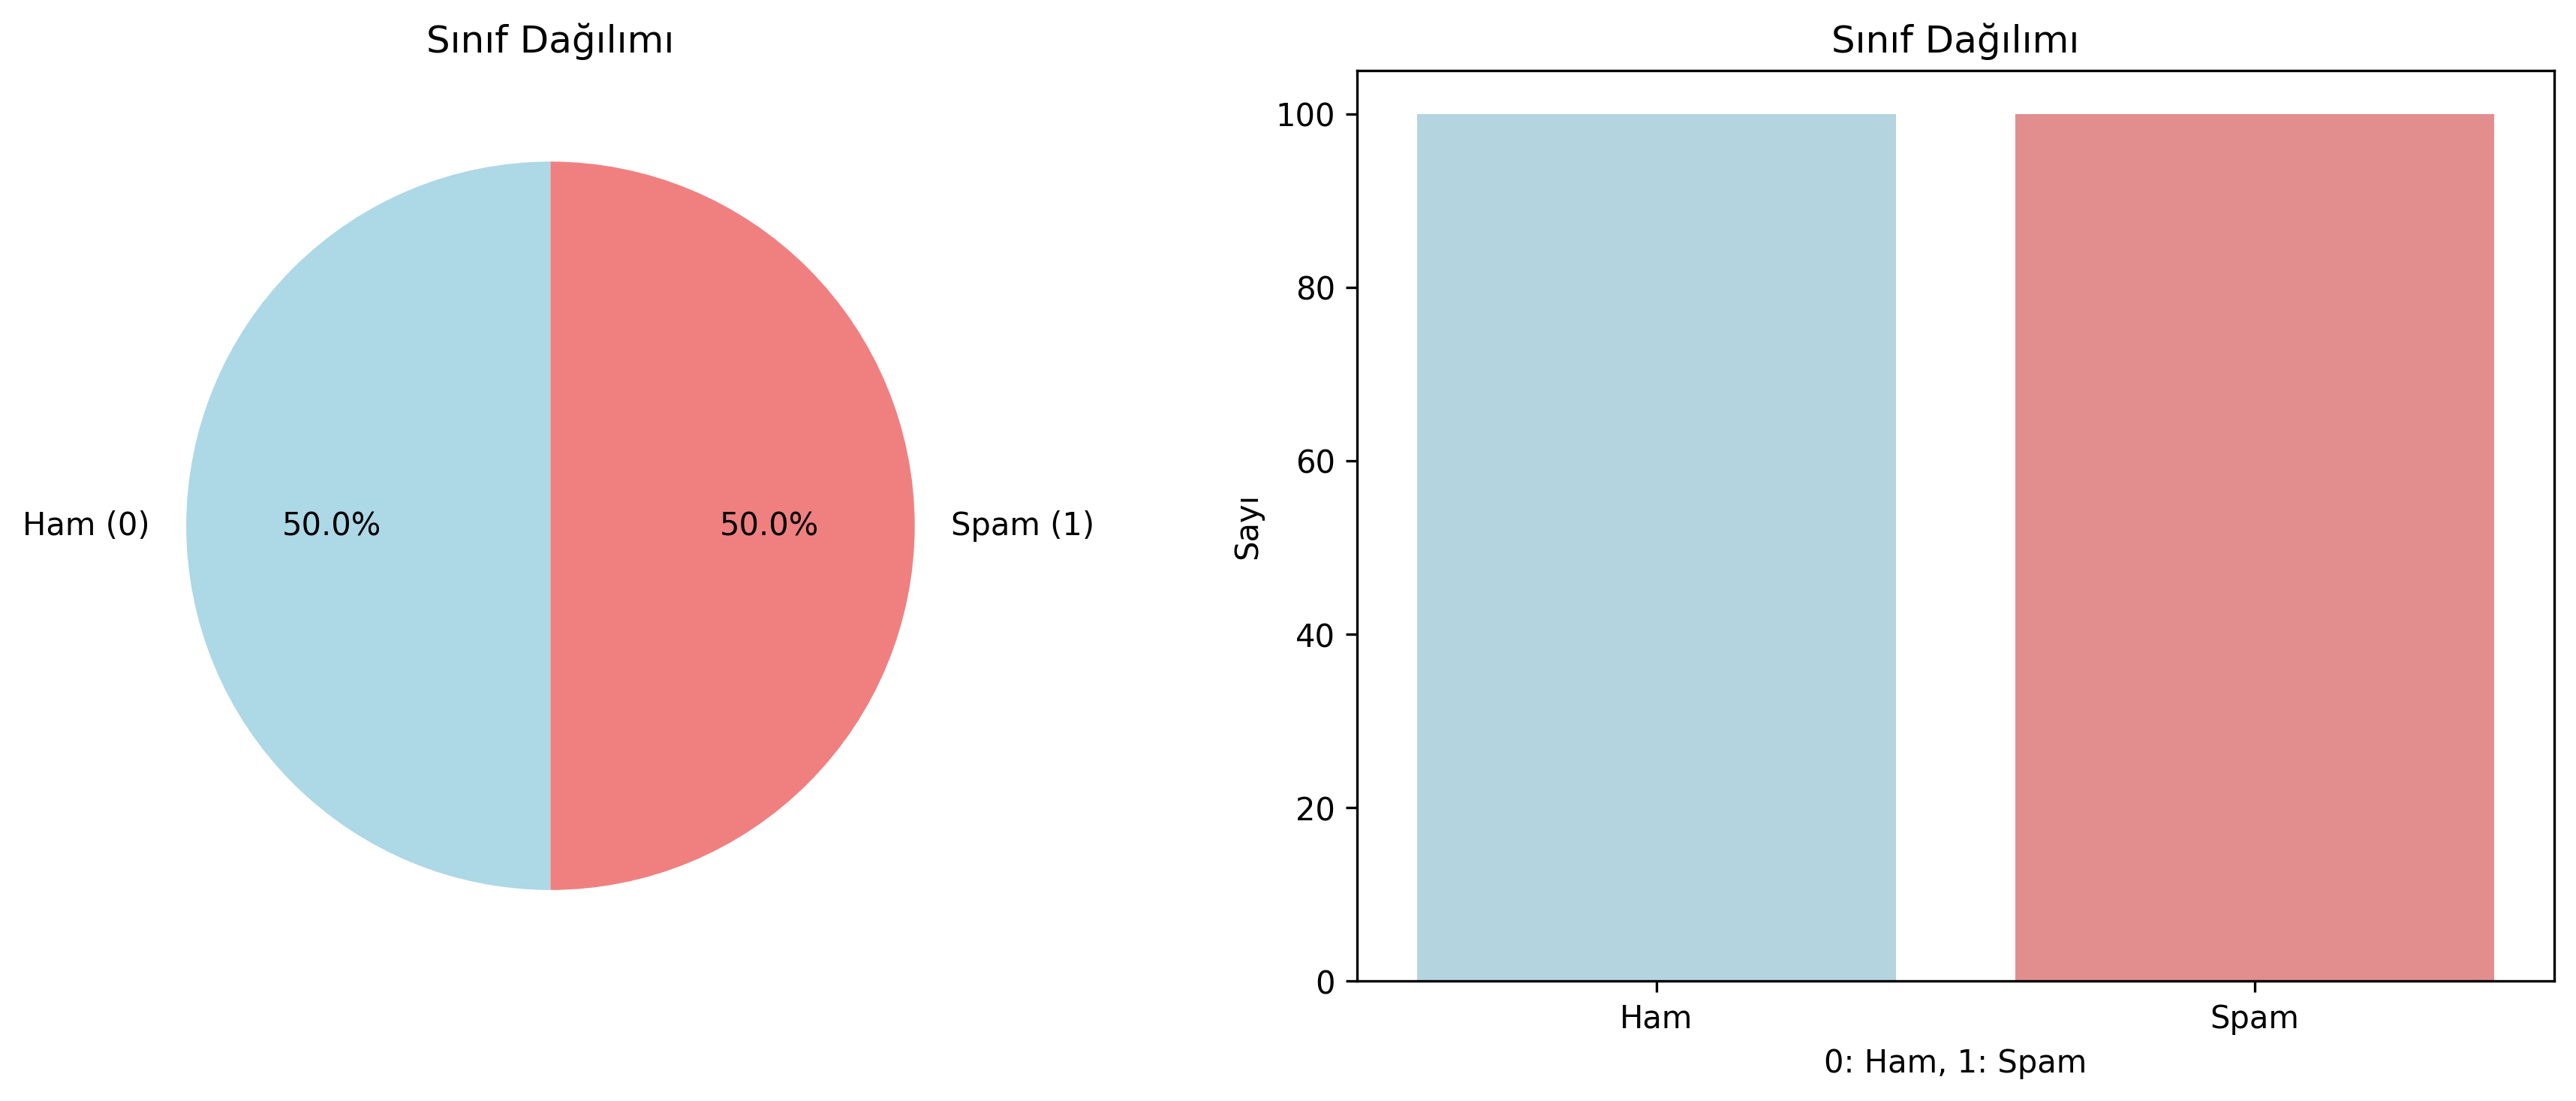 Sınıf Dağılımı
Ham (0)
50.0%
50.0%
Spam (1)
Sınıf Dağılımı
Sayı
100
80
60
40
20
0
Ham
Spam
0: Ham, 1: Spam